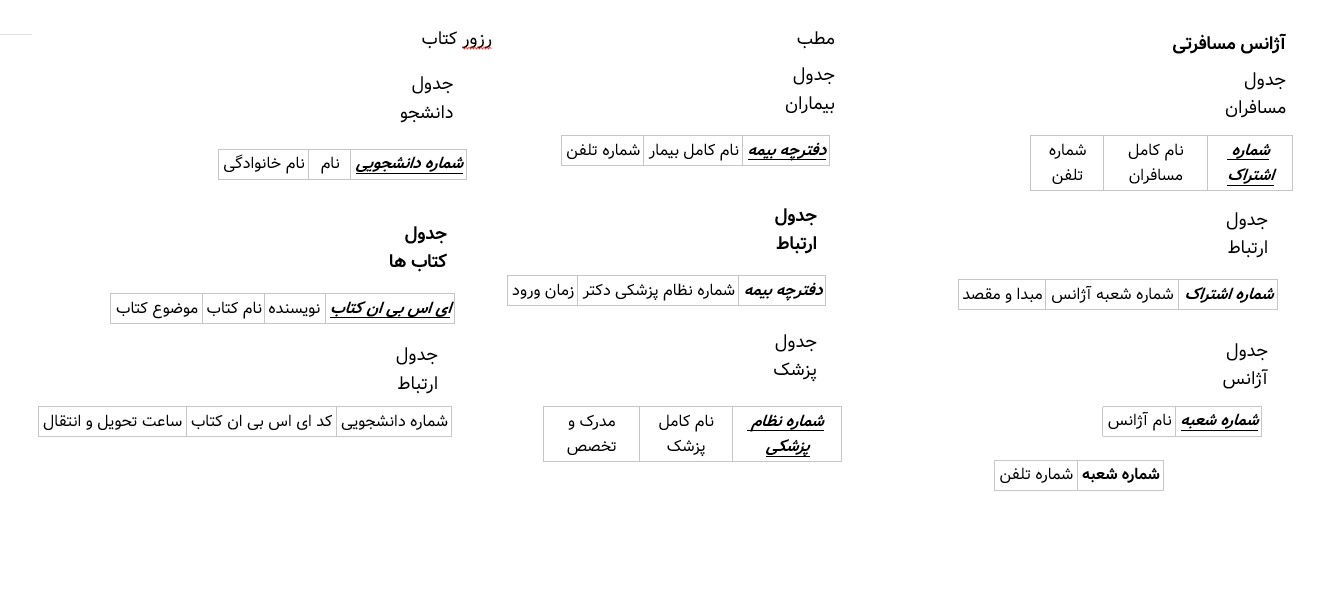 آژانس مسافرتی
جدول
مسافران
شماره اشتراک نام کامل مسافران شماره تلفن
جدول
ارتباط
شماره اشتراک شماره شعبه آژانس مبدا و مقصد
جدول
آژانس
شماره شعبه نام آژانس
شماره شعبه شماره تلفن
مطب
جدول
بیماران
دفترچه بیمه نام کامل بیمار شماره تلفن
جدول
ارتباط
دفترچه بیمه شماره نظام پزشکی دکتر زمان ورود
جدول
پزشک
شماره نظام پزشکی نام کامل پزشک مدرک و تخصص
رزور کتاب
جدول
دانشجو
شماره دانشجویی نام نام خانوادگی
جدول
کتاب ها
ای اس بی ان کتاب نویسنده نام کتاب موضوع کتاب
جدول
ارتباط
شماره دانشجویی کد ای اس بی ان کتاب ساعت تحویل و انتقال